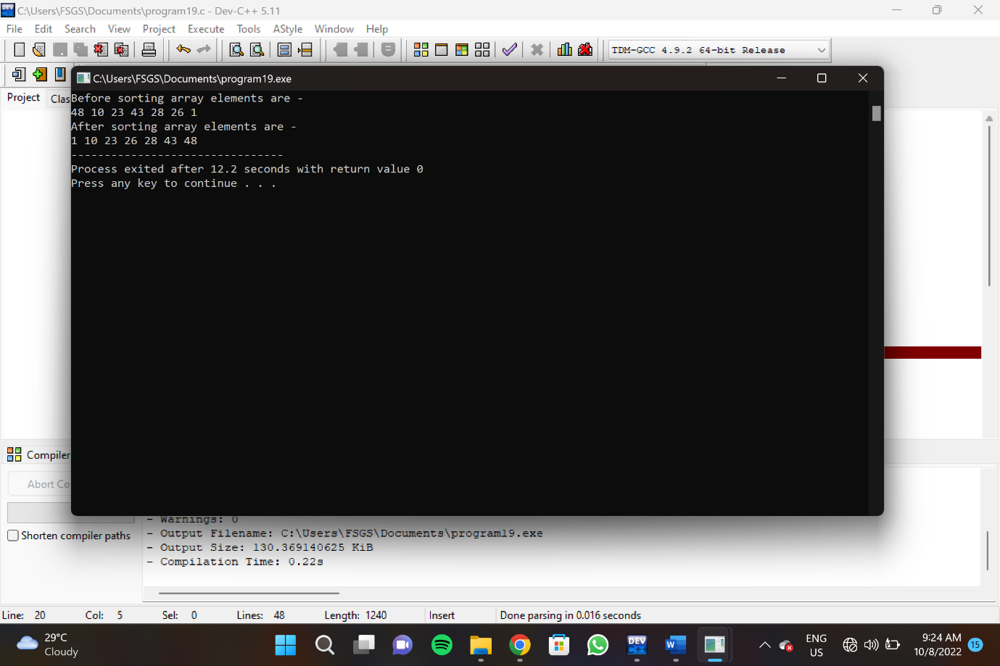 C:\Users\FSGS\Documents\program19.c - Dev-C++ 5.11
File Edit Search View Project Execute Tools AStyle Window Help
TDM-GCC 4.9.2 64-bit Release
C:\Users\FSGS\Documents\program19.exe
Project Clas
Before sorting array elements are -
48 10 23 43 28 26 1
After sorting array elements are -
1 10 23 26 28 43 48
--------------------------------
Process exited after 12.2 seconds with return value 0
Press any key to continue . . .
Compiler
Abort Co
- Warnings: 0
Shorten compiler paths
- Output Filename: C:\Users\FSGS\Documents\program19.exe
- Output Size: 130.369140625 KiB
- Compilation Time: 0.22s
Line: 20 Col: 5 Sel: 0 Lines: 48 Length: 1240 Insert Done parsing in 0.016 seconds
29°C
Cloudy
DEV
C++
W
ENG
US
9:24 AM
10/8/2022
15